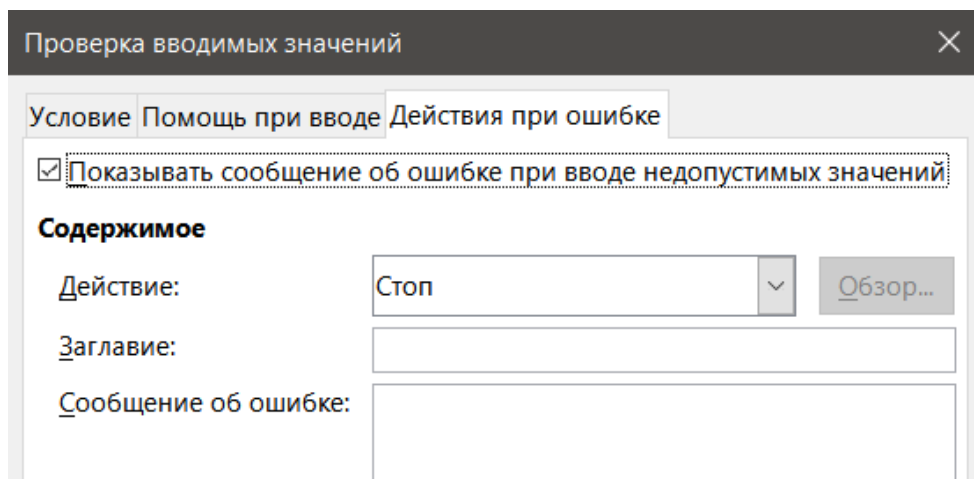 Проверка вводимых значений
Условие Помощь при вводе Действия при ошибке
Показывать сообщение об ошибке при вводе недопустимых значений
Содержимое
Действие: Стоп Обзор...
Заглавие:
Сообщение об ошибке: